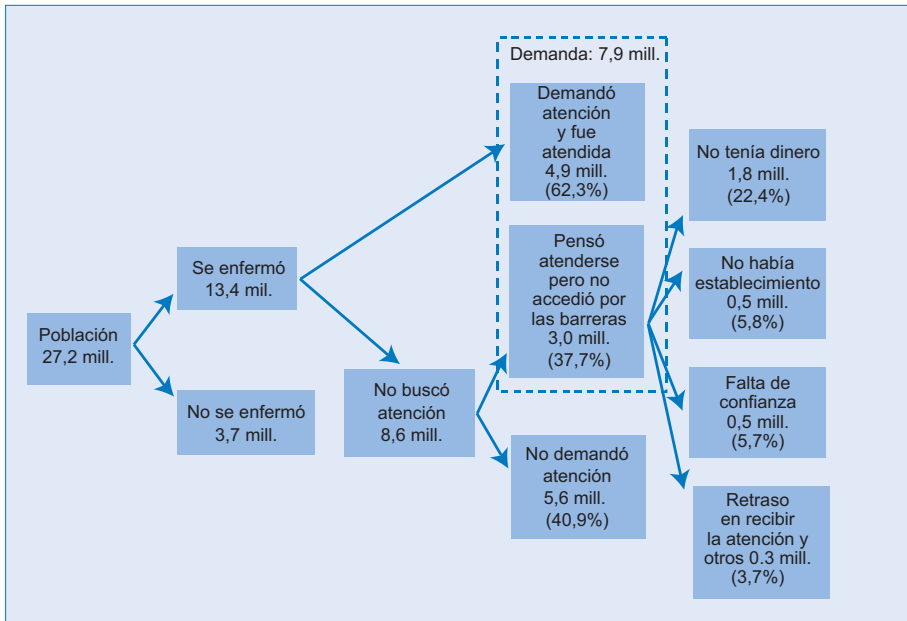 Población
27,2 mill.
Se enfermó
13,4 mil.
No se enfermó
3,7 mill.
No buscó
atención
8,6 mill.
Demanda: 7,9 mill.
Demandó
atención
y fue
atendida
4,9 mill.
(62,3%)
Pensó
atenderse
pero no
accedió por
las barreras
3,0 mill.
(37,7%)
No demandó
atención
5,6 mill.
(40,9%)
No tenía dinero
1,8 mill.
(22,4%)
No había
establecimiento
0,5 mill.
(5,8%)
Falta de
confianza
0,5 mill.
(5,7%)
Retraso
en recibir
la atención y
otros 0.3 mill.
(3,7%)